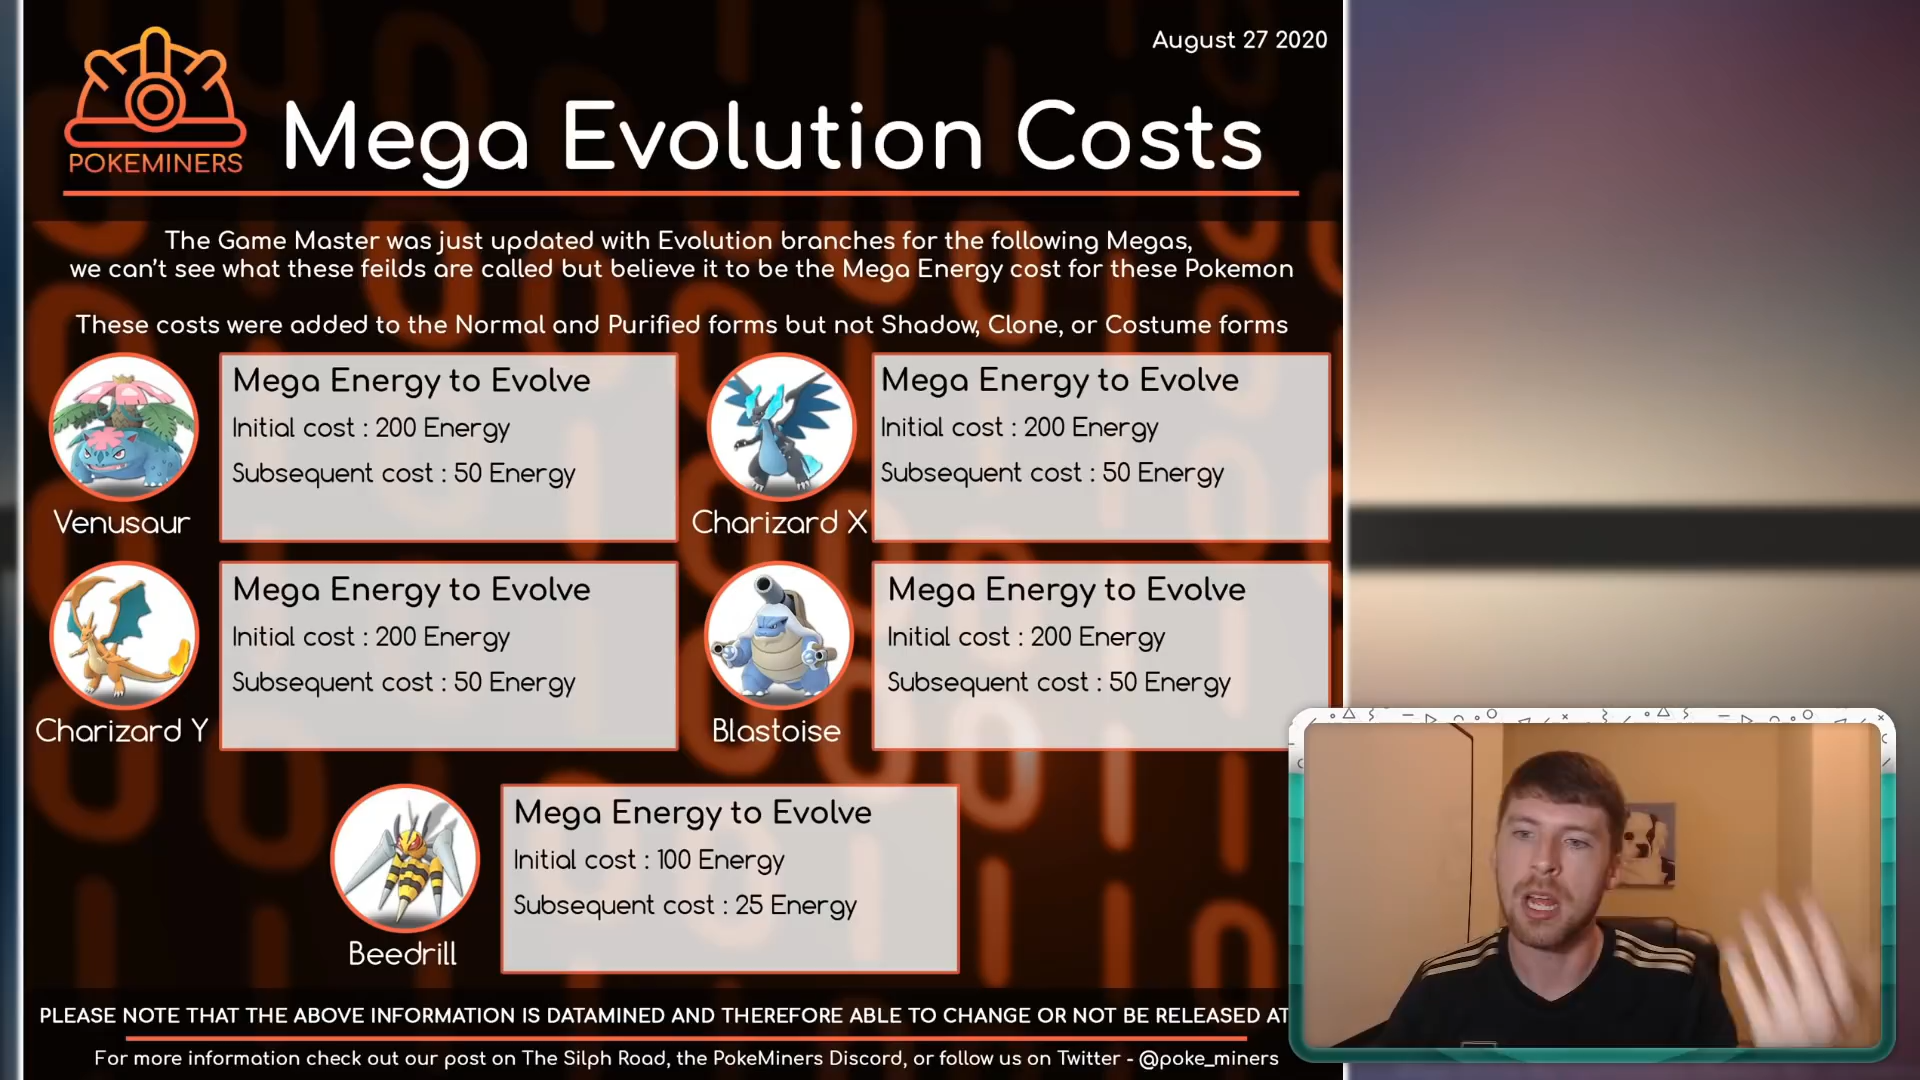 August 27 2020
POKEMINERS
Mega Evolution Costs
The Game Master was just updated with Evolution branches for the following Megas,
we can't see what these feilds are called but believe it to be the Mega Energy cost for these Pokemon
These costs were added to the Normal and Purified forms but not Shadow, Clone, or Costume forms
Mega Energy to Evolve
Initial cost : 200 Energy
Subsequent cost : 50 Energy
Venusaur
Mega Energy to Evolve
Initial cost : 200 Energy
Subsequent cost : 50 Energy
Charizard X
Mega Energy to Evolve
Initial cost : 200 Energy
Subsequent cost : 50 Energy
Charizard Y
Mega Energy to Evolve
Initial cost : 200 Energy
Subsequent cost : 50 Energy
Blastoise
Mega Energy to Evolve
Initial cost : 100 Energy
Subsequent cost : 25 Energy
Beedrill
PLEASE NOTE THAT THE ABOVE INFORMATION IS DATAMINED AND THEREFORE ABLE TO CHANGE OR NOT BE RELEASED AT
For more information check out our post on The Silph Road, the PokeMiners Discord, or follow us on Twitter - @poke_miners